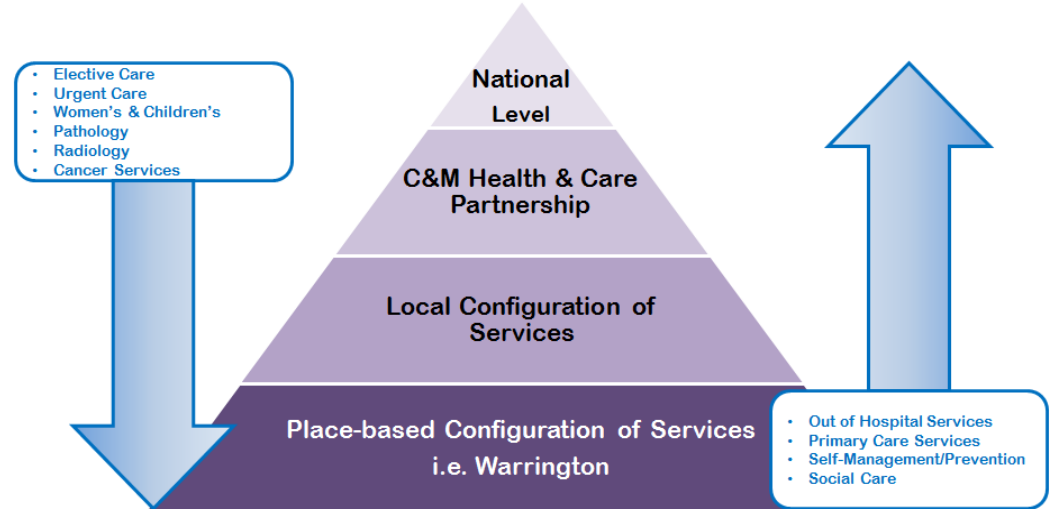 • Elective Care
• Urgent Care
• Women's & Children's
• Pathology
• Radiology
• Cancer Services
National
Level
C&M Health & Care
Partnership
Local Configuration of
Services
Place-based Configuration of Services
i.e. Warrington
• Out of Hospital Services
• Primary Care Services
• Self-Management/Prevention
• Social Care